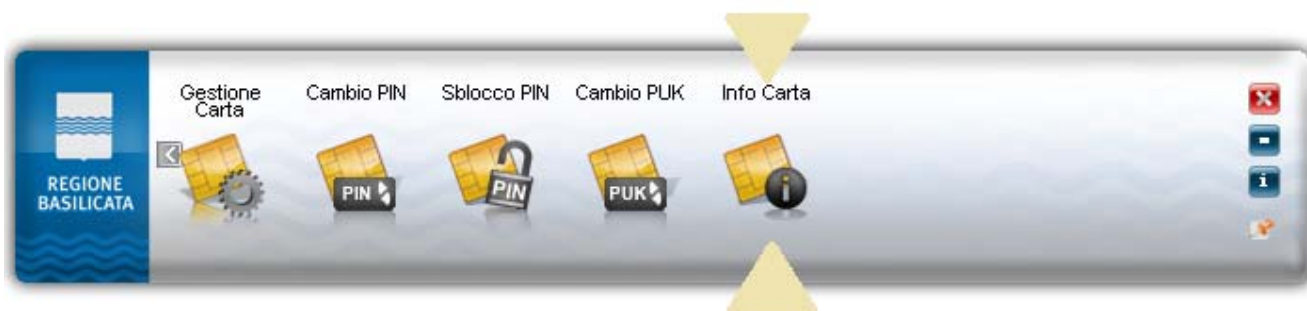 Gestione
Carta
Cambio PIN
Sblocco PIN
Cambio PUK
Info Carta
PIN
PIN
PUK
i
i
REGIONE
BASILICATA